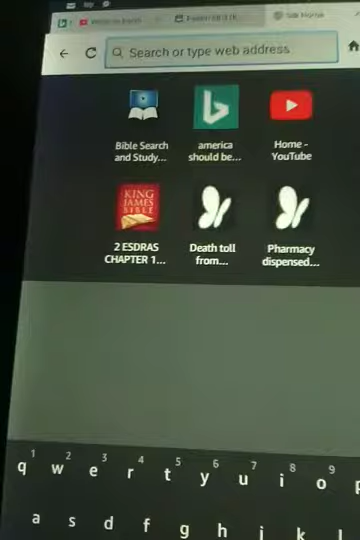 Search or type web address
Bible Search
and Study...
america
should be...
Home -
YouTube
KING
JAMES
BIBLE
2 ESDRAS
CHAPTER 1...
Death toll
from...
Pharmacy
dispensed...
1 2 3 4 5 6 7 8 9
q w e r t y u i o
a s d f g h j k l